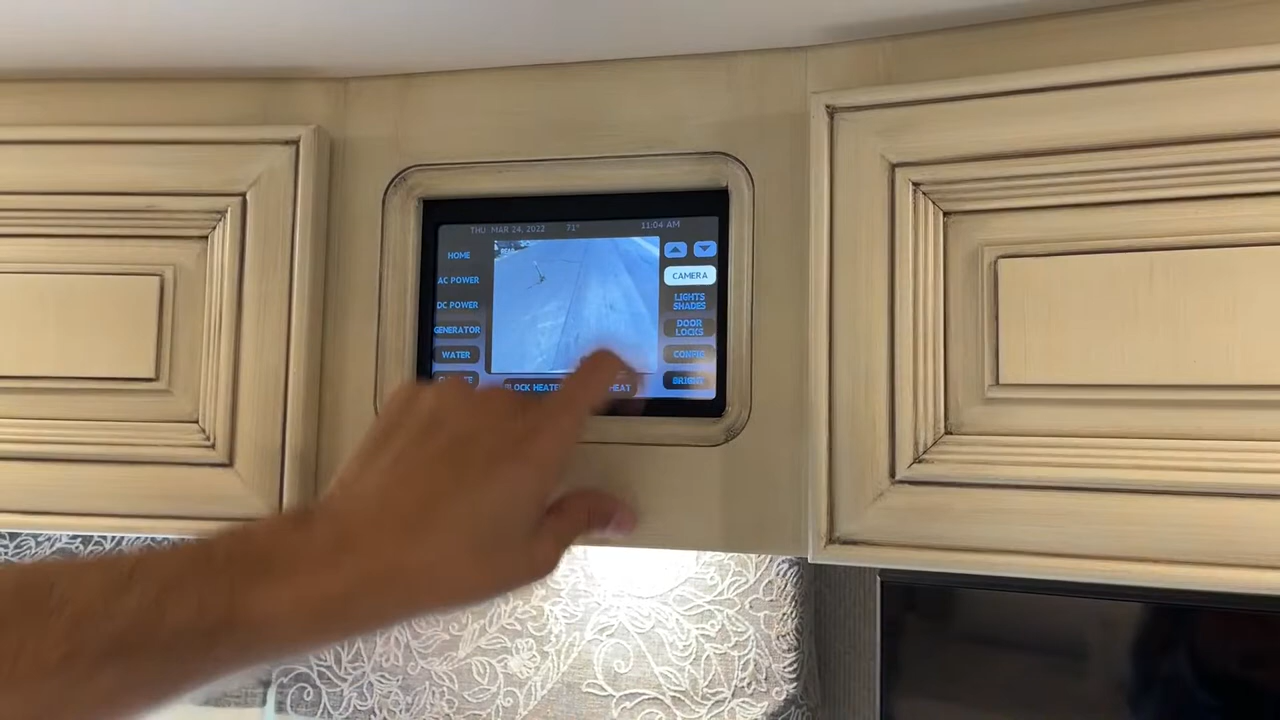 THU MAR 24, 2022 71° 11:04 AM
HOME
AC POWER
DC POWER
GENERATOR
WATER
REAR
CAMERA
LIGHTS
SHADES
DOOR
LOCKS
CONFIG
BRIGHT
BLOCK HEATER
HEAT